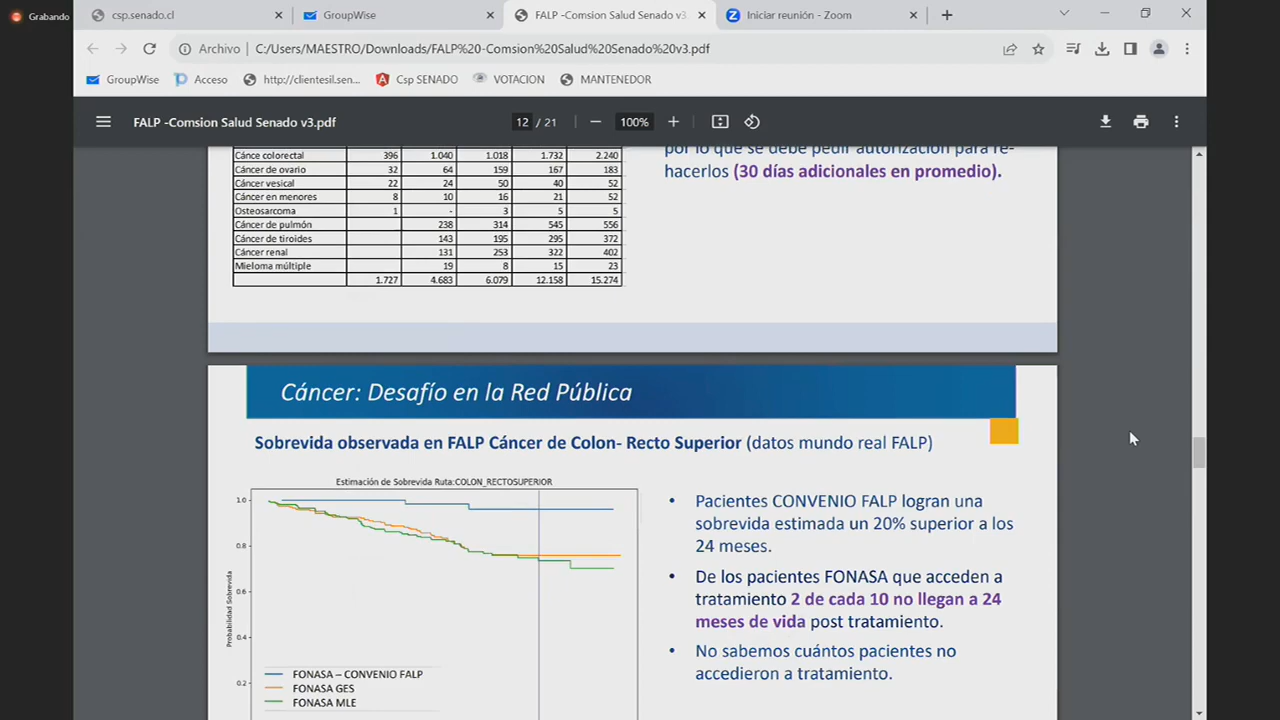 Grabando
csp.senado.cl
GroupWise
FALP -Comsion Salud Senado v3
Iniciar reunión - Zoom
Archivo
C:/Users/MAESTRO/Downloads/FALP%20-Comsion%20Salud%20Senado%20v3.pdf
GroupWise
Acceso
http://clientesil.sen...
Csp SENADO
VOTACION
MANTENEDOR
FALP -Comsion Salud Senado v3.pdf
12 / 21
100%
Cánce colorectal 396 1.040 1.018 1.732 2.240
Cáncer de ovario 32 64 159 167 183
Cáncer vesical 22 24 50 40 52
Cáncer en menores 8 10 16 21 52
Osteosarcoma 1 - 3 5 5
Cáncer de pulmón 238 314 545 556
Cáncer de tiroides 143 195 295 372
Cáncer renal 131 253 322 402
Mieloma múltiple 19 8 15 23
1.727 4.683 6.079 12.158 15.274
por lo que se debe pedir autorización para re-
hacerlos (30 días adicionales en promedio).
Cáncer: Desafío en la Red Pública
Sobrevida observada en FALP Cáncer de Colon- Recto Superior (datos mundo real FALP)
Estimación de Sobrevida Ruta:COLON_RECTOSUPERIOR
1.0
0.8
0.6
0.4
0.2
Probabilidad Sobrevida
FONASA – CONVENIO FALP
FONASA GES
FONASA MLE
• Pacientes CONVENIO FALP logran una
sobrevida estimada un 20% superior a los
24 meses.
• De los pacientes FONASA que acceden a
tratamiento 2 de cada 10 no llegan a 24
meses de vida post tratamiento.
• No sabemos cuántos pacientes no
accedieron a tratamiento.